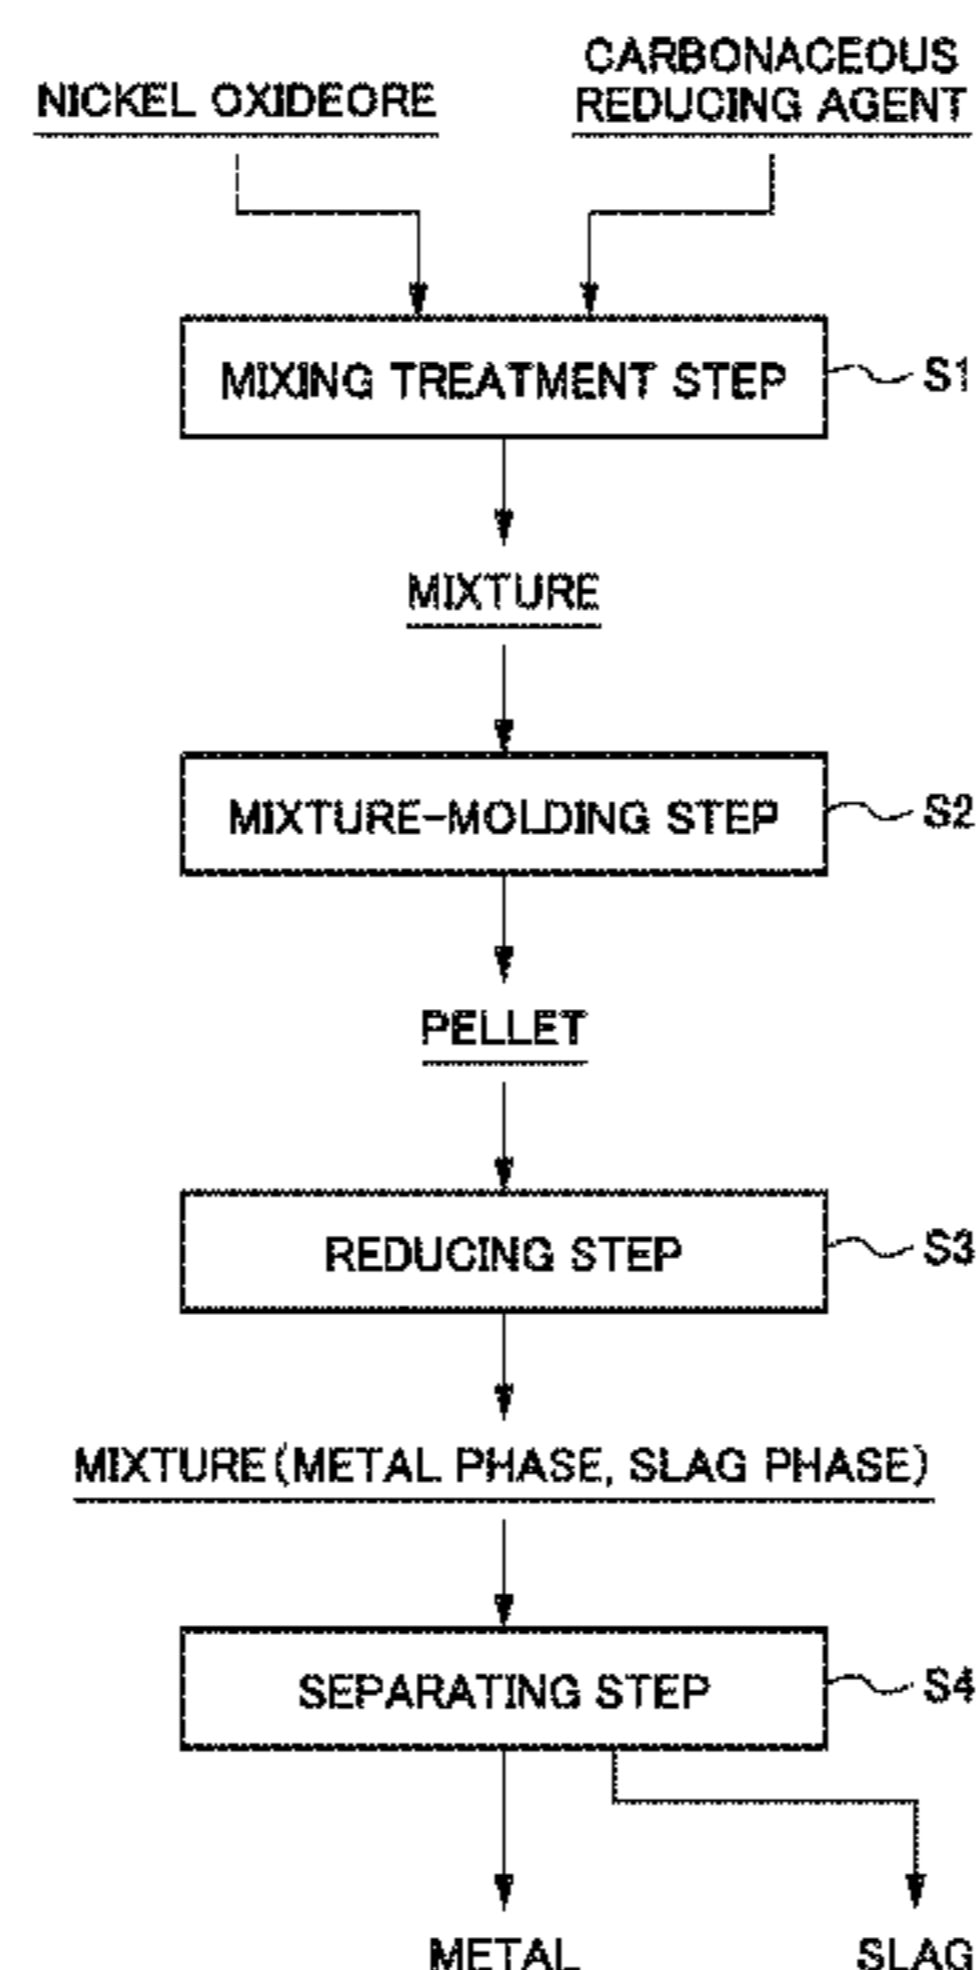 NICKEL OXIDEORE
CARBONACEOUS
REDUCING AGENT
MIXING TREATMENT STEP
S1
MIXTURE
MIXTURE-MOLDING STEP
S2
PELLET
REDUCING STEP
S3
MIXTURE(METAL PHASE, SLAG PHASE)
SEPARATING STEP
S4
METAL
SLAG